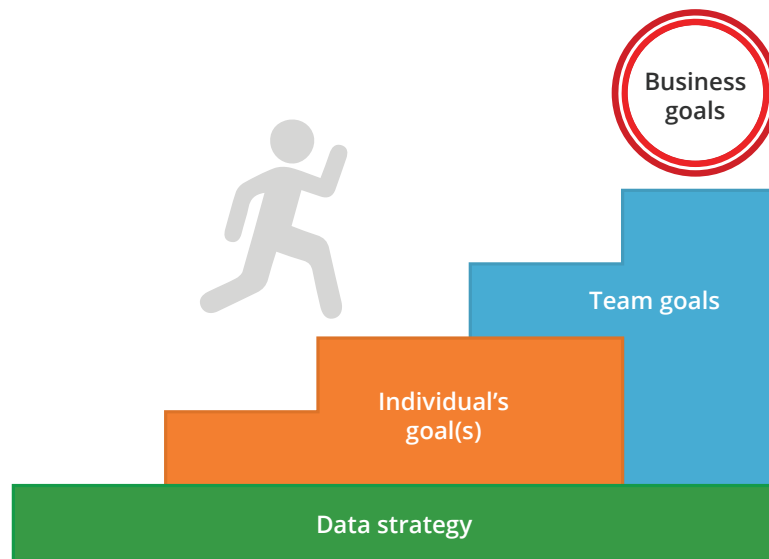 Business
goals
Team goals
Individual's
goal(s)
Data strategy